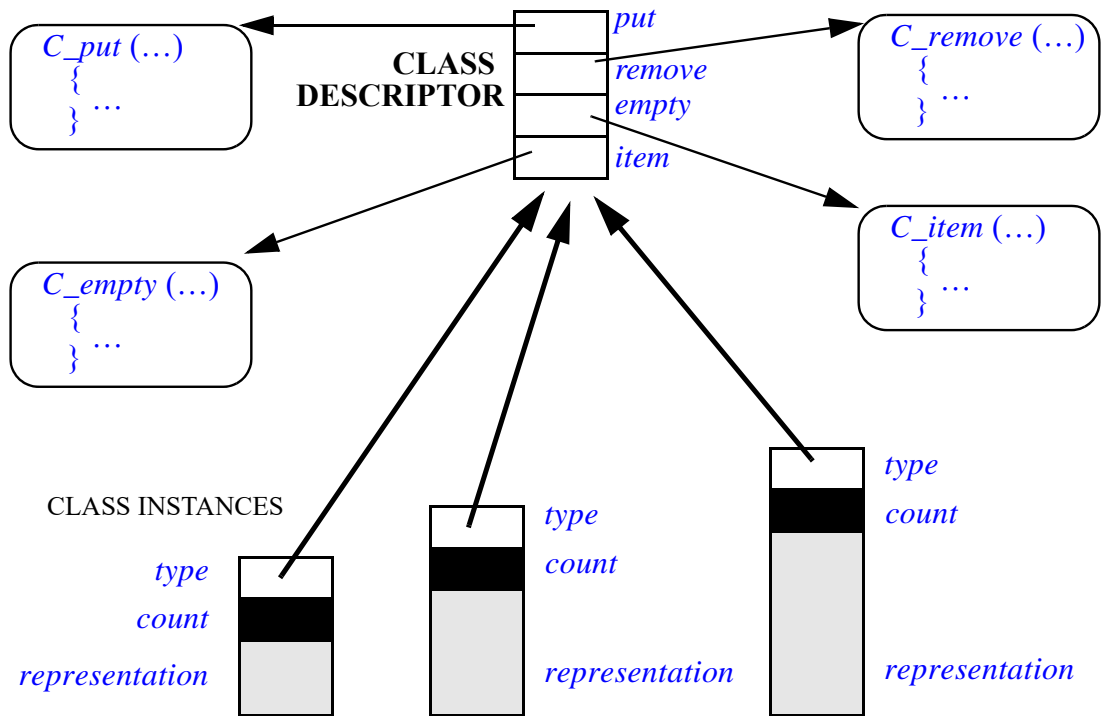 put
C_put (…)
{
…
}
CLASS
DESCRIPTOR
remove
empty
item
C_remove (…)
{
…
}
C_empty (…)
{
…
}
C_item (…)
{
…
}
CLASS INSTANCES
type
count
representation
type
count
representation
type
count
representation